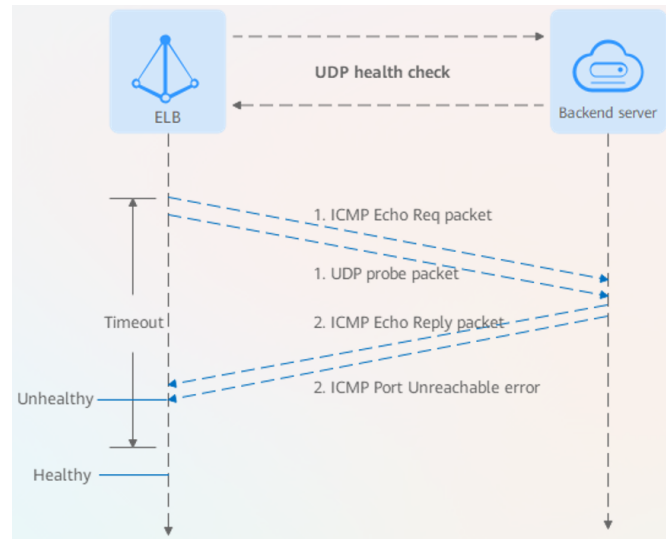 UDP health check
ELB
Backend server
1. ICMP Echo Req packet
1. UDP probe packet
Timeout
2. ICMP Echo Reply packet
2. ICMP Port Unreachable error
Unhealthy
Healthy